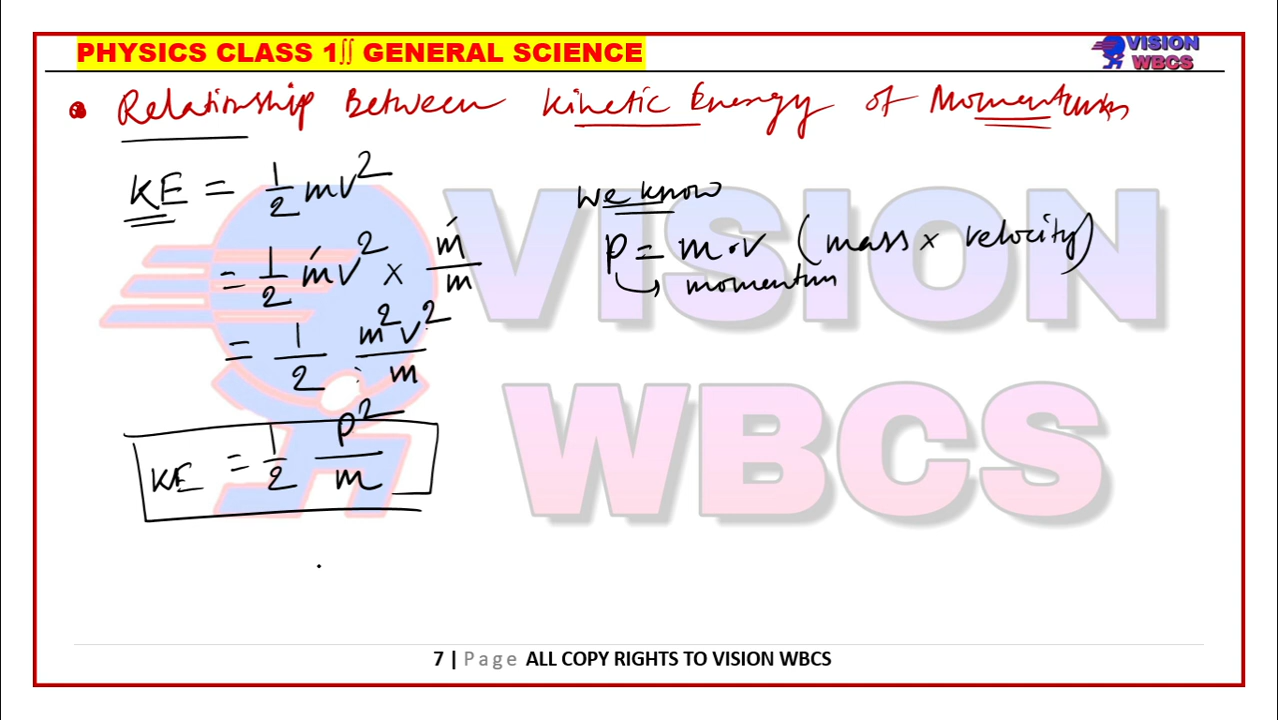 PHYSICS CLASS 1∬ GENERAL SCIENCE
VISION
WBCS
Relationship Between Kinetic Energy of Momentum
KE = 1/2 mv²
= 1/2 mv² × m/m
= 1/2 m²v²/m
KE = 1/2 P²/m
We know
P = m.v (mass × velocity)
momentum
VISION
WBCS
7 | Page ALL COPY RIGHTS TO VISION WBCS